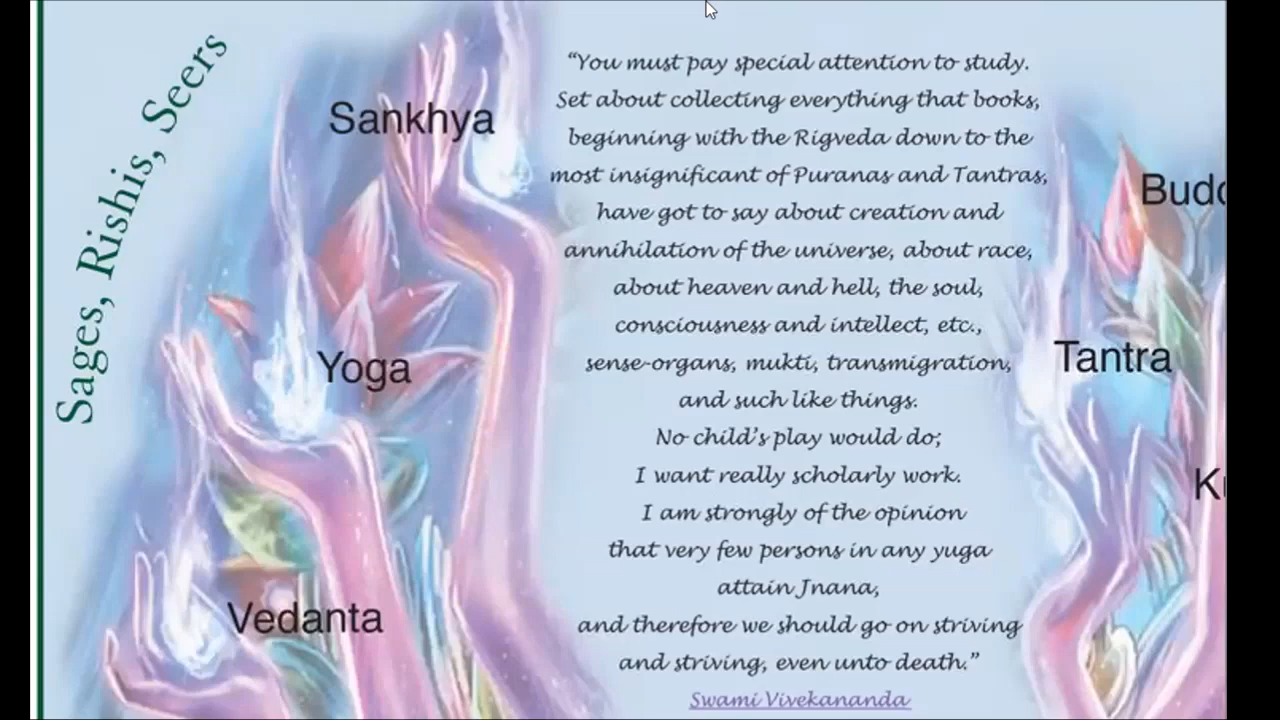 Sages, Rishis, Seers
Sankhya
Yoga
Vedanta
“You must pay special attention to study.
Set about collecting everything that books,
beginning with the Rigveda down to the
most insignificant of Puranas and Tantras,
have got to say about creation and
annihilation of the universe, about race,
about heaven and hell, the soul,
consciousness and intellect, etc.,
sense-organs, mukti, transmigration,
and such like things.
No child’s play would do;
I want really scholarly work.
I am strongly of the opinion
that very few persons in any yuga
attain Jnana,
and therefore we should go on striving
and striving, even unto death.”
Swami Vivekananda
Tantra